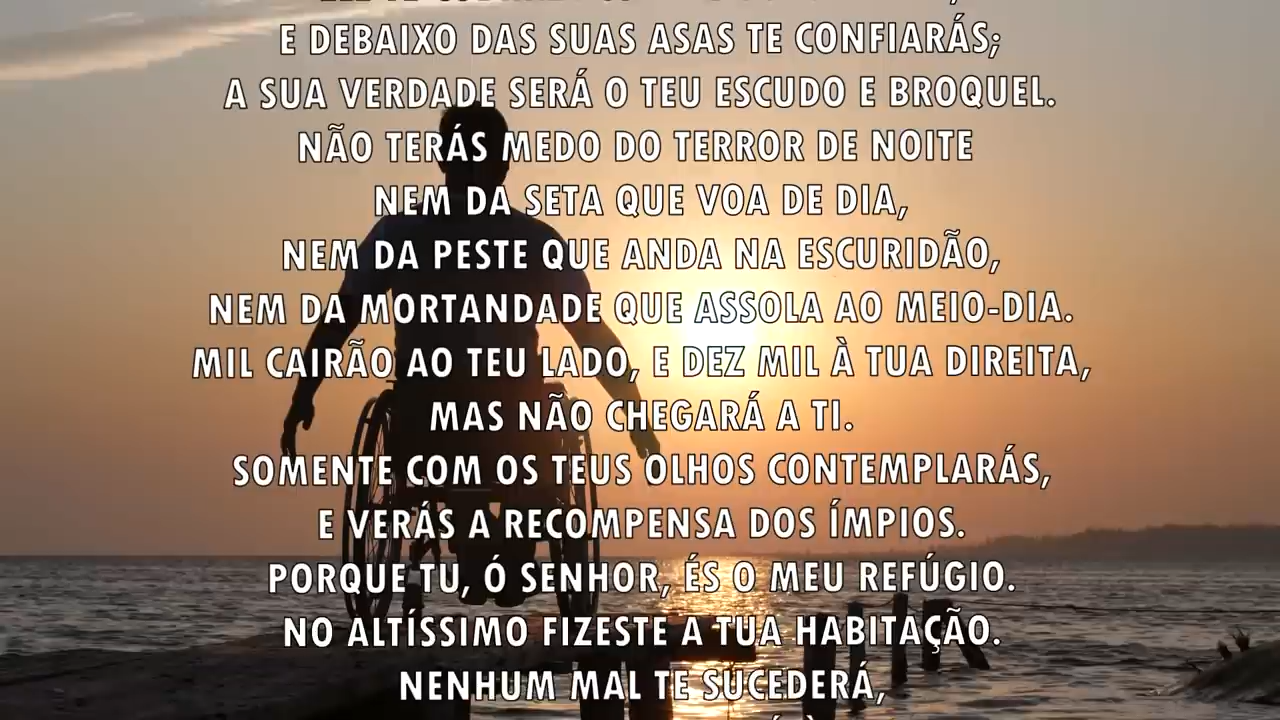 E DEBAIXO DAS SUAS ASAS TE CONFIARÁS;
A SUA VERDADE SERÁ O TEU ESCUDO E BROQUEL.
NÃO TERÁS MEDO DO TERROR DE NOITE
NEM DA SETA QUE VOA DE DIA,
NEM DA PESTE QUE ANDA NA ESCURIDÃO,
NEM DA MORTANDADE QUE ASSOLA AO MEIO-DIA.
MIL CAIRÃO AO TEU LADO, E DEZ MIL À TUA DIREITA,
MAS NÃO CHEGARÁ A TI.
SOMENTE COM OS TEUS OLHOS CONTEMPLARÁS,
E VERÁS A RECOMPENSA DOS ÍMPIOS.
PORQUE TU, Ó SENHOR, ÉS O MEU REFÚGIO.
NO ALTÍSSIMO FIZESTE A TUA HABITAÇÃO.
NENHUM MAL TE SUCEDERÁ,